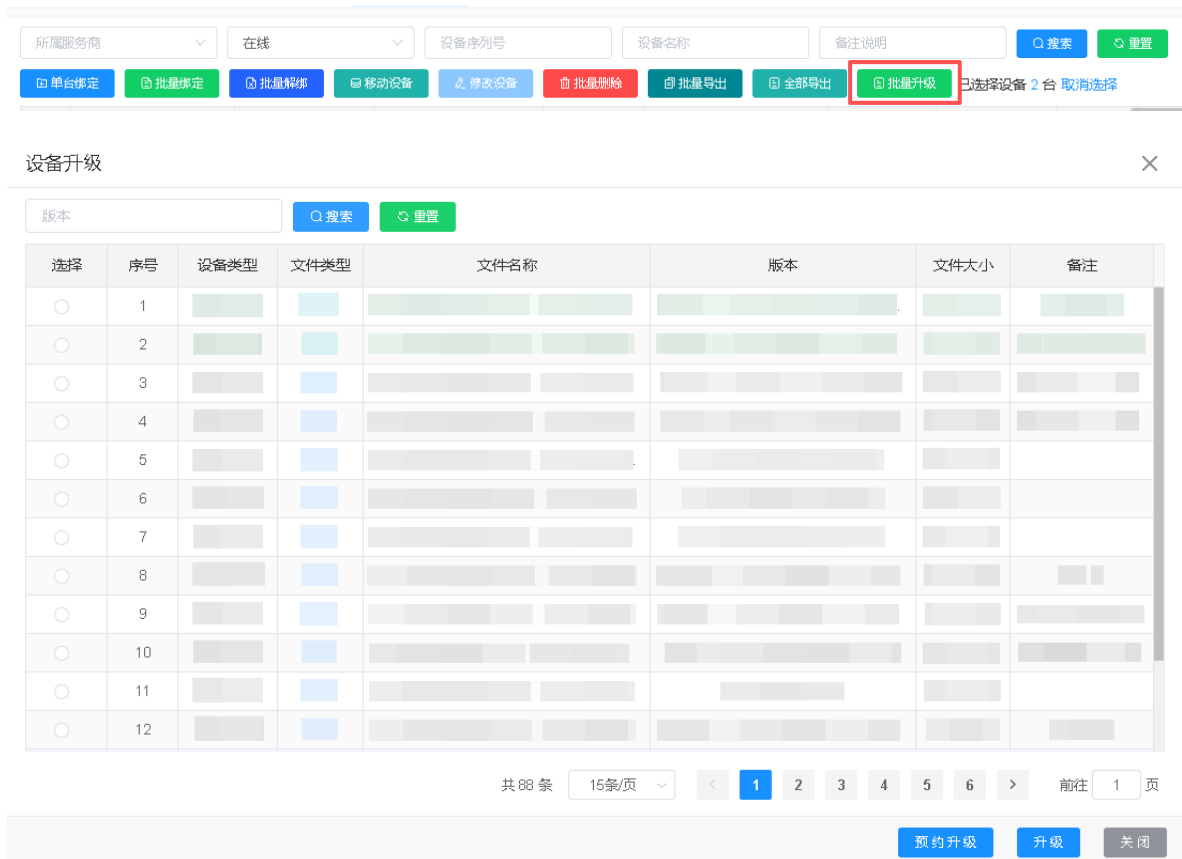 所属服务商 在线 设备序列号 设备名称 备注说明 搜索 重置
单台绑定 批量绑定 批量解绑 移动设备 修改设备 批量删除 批量导出 全部导出 批量升级 已选择设备 2 台 取消选择
设备升级
版本 搜索 重置
选择 序号 设备类型 文件类型 文件名称 版本 文件大小 备注
1
2
3
4
5
6
7
8
9
10
11
12
共 88 条 15条/页 < 1 2 3 4 5 6 > 前往 1 页
预约升级 升级 关闭